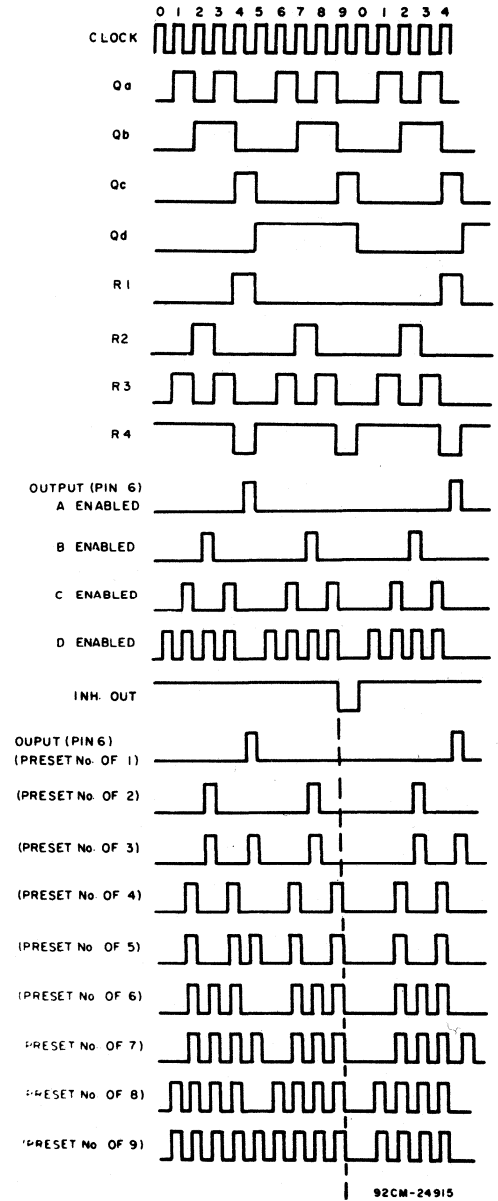 0 1 2 3 4 5 6 7 8 9 0 1 2 3 4
CLOCK
Qa
Qb
Qc
Qd
R1
R2
R3
R4
OUTPUT (PIN 6)
A ENABLED
B ENABLED
C ENABLED
D ENABLED
INH. OUT
OUPUT (PIN 6)
(PRESET No. OF 1)
(PRESET No. OF 2)
(PRESET No. OF 3)
(PRESET No. OF 4)
(PRESET No. OF 5)
(PRESET No OF 6)
PRESET No. OF 7)
PRESET No. OF 8)
(PRESET No OF 9)
92CM-24915